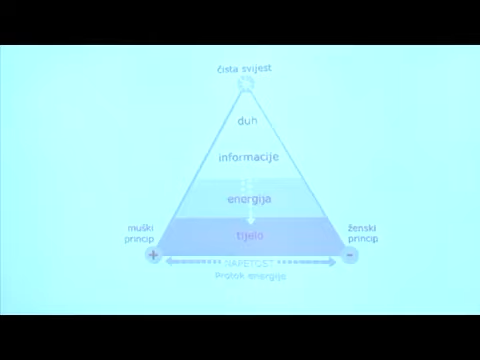 čista svijest
duh
informacije
energija
muški
princip
tijelo
ženski
princip
+
-
NAPETOST
Protok energije